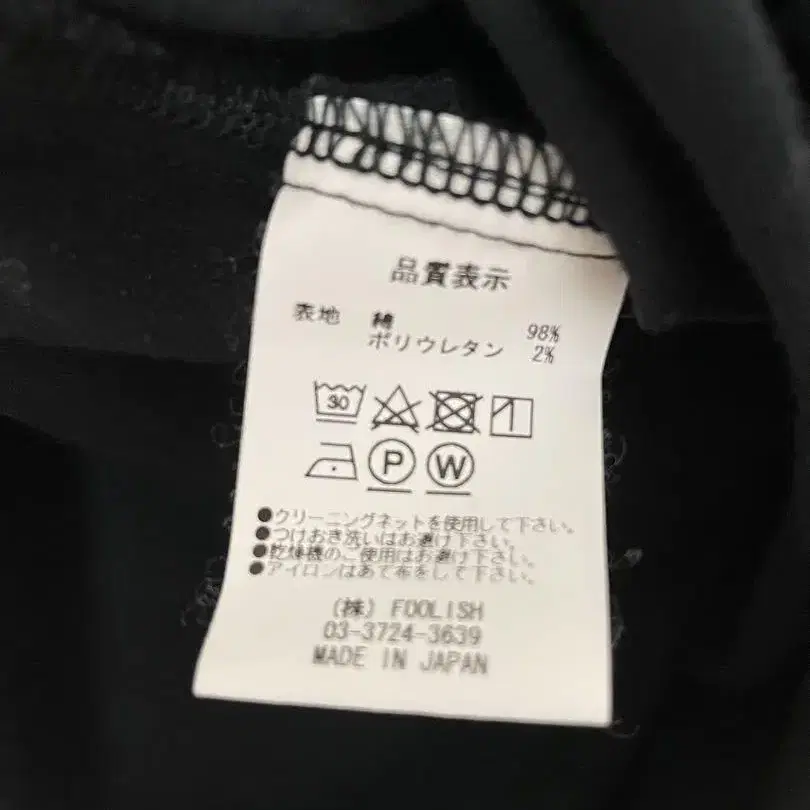 品質表示
表地 綿 98%
ポリウレタン 2%
30
P W
●クリーニングネットを使用して下さい。
●つけおき洗いはお避け下さい。
●乾燥機のご使用はお避け下さい。
●アイロンはあて布をして下さい。
(株) FOOLISH
03-3724-3639
MADE IN JAPAN